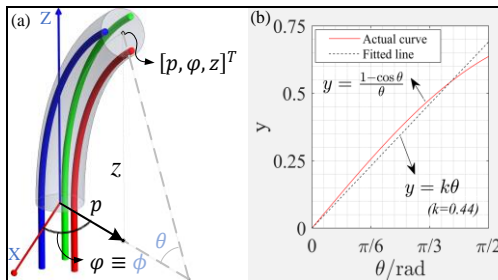 (a)
Z
[p, φ, z]^T
z
p
θ
X
φ ≡ ϕ
(b)
Actual curve
Fitted line
y = (1−cos θ)/θ
y = kθ
(k=0.44)
y
0.75
0.5
0.25
0
0
π/6
π/3
π/2
θ/rad